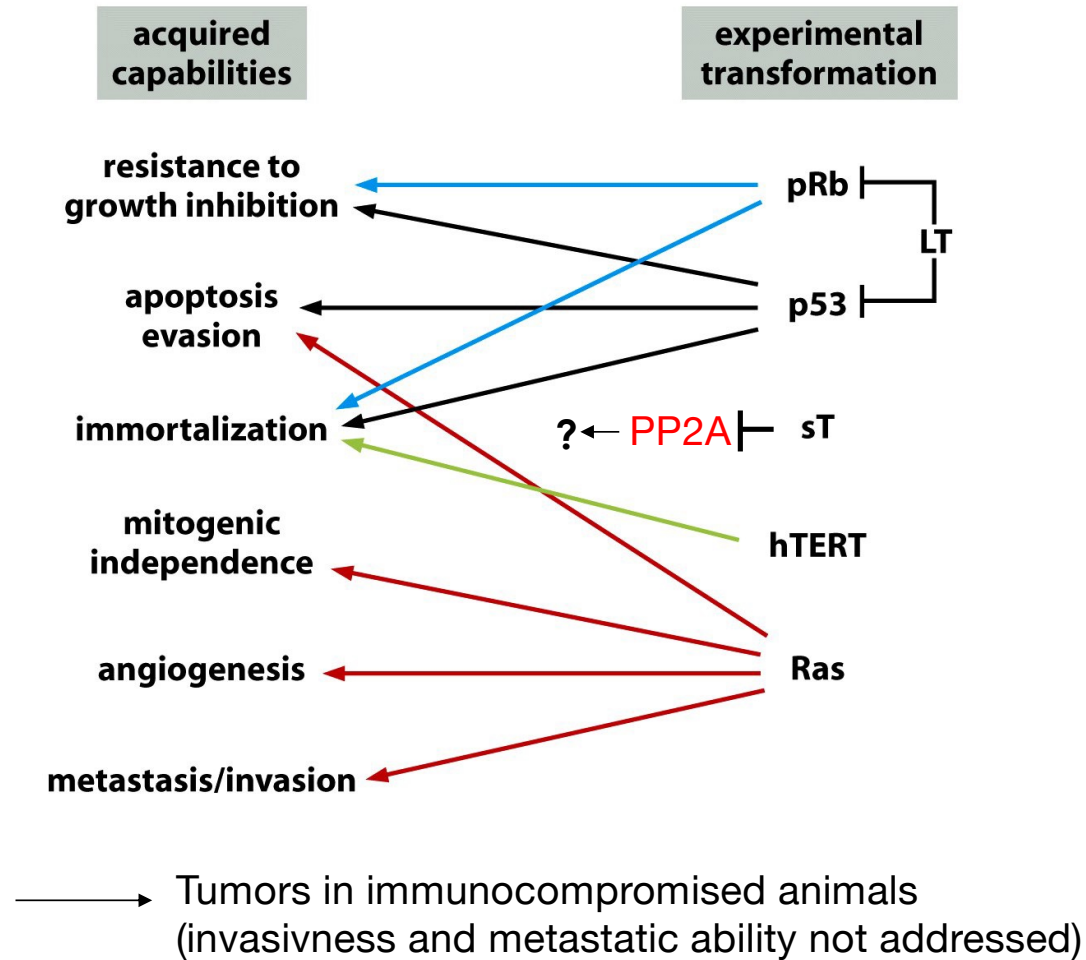 acquired
capabilities
experimental
transformation
resistance to
growth inhibition
pRb
LT
apoptosis
evasion
p53
immortalization
? PP2A sT
mitogenic
independence
hTERT
angiogenesis
Ras
metastasis/invasion
Tumors in immunocompromised animals
(invasivness and metastatic ability not addressed)